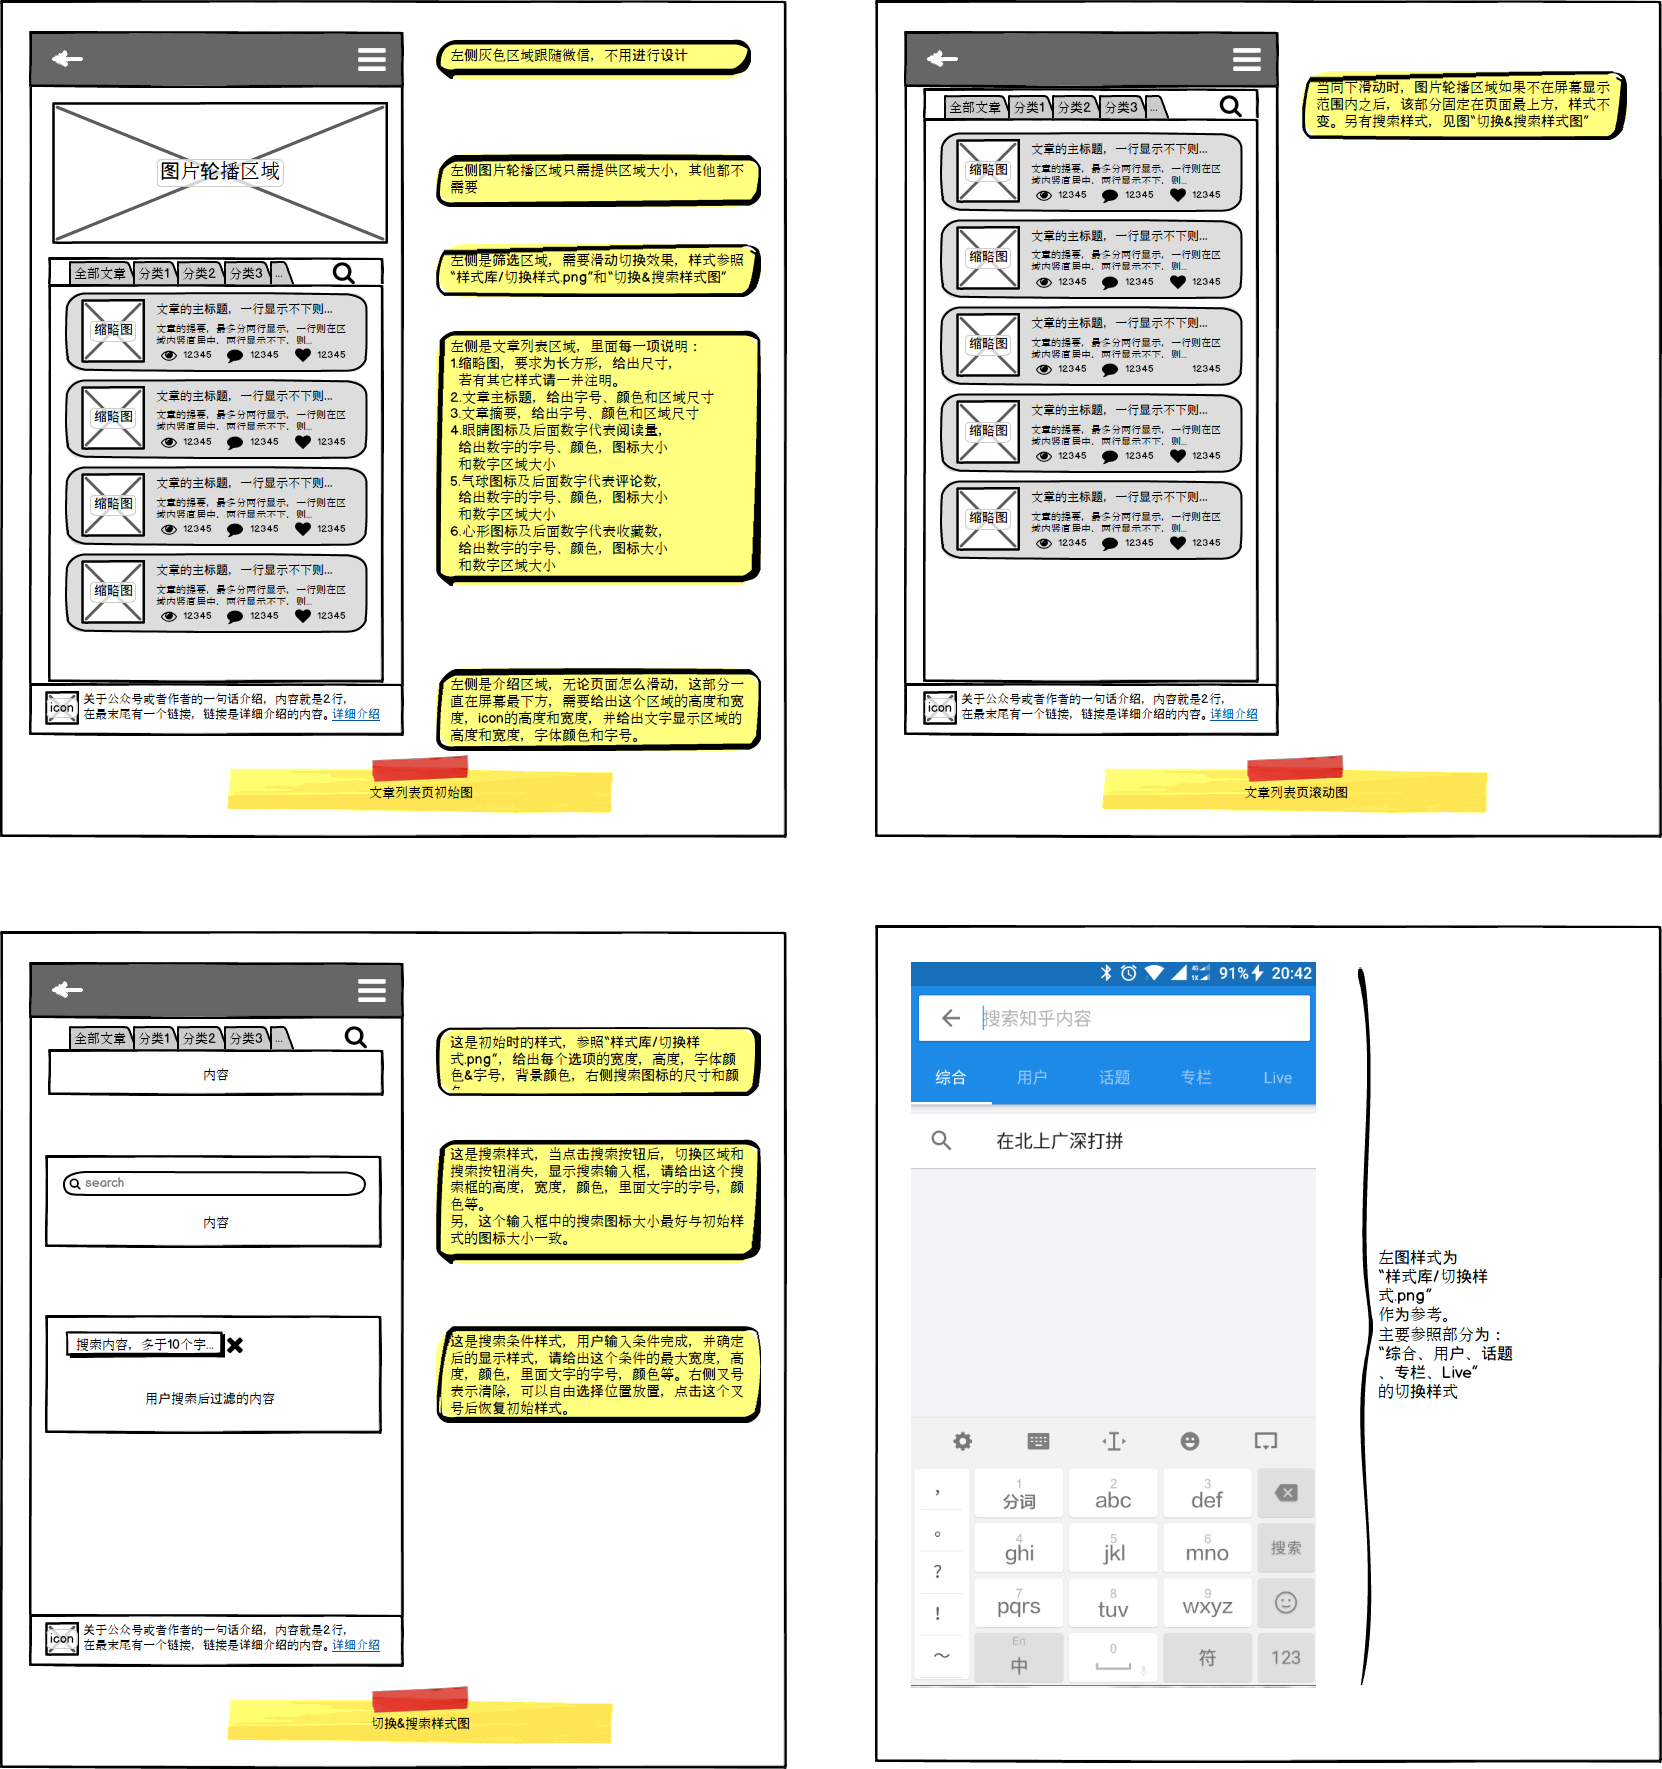 图片轮播区域
全部文章 分类1 分类2 分类3 ...
缩略图
文章的主标题，一行显示不下则...
文章的提要，最多分两行显示，一行则在区
域内竖直居中，两行显示不下，则...
12345 12345 12345
缩略图
文章的主标题，一行显示不下则...
文章的提要，最多分两行显示，一行则在区
域内竖直居中，两行显示不下，则...
12345 12345 12345
缩略图
文章的主标题，一行显示不下则...
文章的提要，最多分两行显示，一行则在区
域内竖直居中，两行显示不下，则...
12345 12345 12345
缩略图
文章的主标题，一行显示不下则...
文章的提要，最多分两行显示，一行则在区
域内竖直居中，两行显示不下，则...
12345 12345 12345
icon
关于公众号或者作者的一句话介绍，内容就是2行，
在最末尾有一个链接，链接是详细介绍的内容。详细介绍
左侧灰色区域跟随微信，不用进行设计
左侧图片轮播区域只需提供区域大小，其他都不
需要
左侧是筛选区域，需要滑动切换效果，样式参照
“样式库/切换样式.png”和“切换&搜索样式图”
左侧是文章列表区域，里面每一项说明：
1.缩略图，要求为长方形，给出尺寸，
若有其它样式请一并注明。
2.文章主标题，给出字号、颜色和区域尺寸
3.文章摘要，给出字号、颜色和区域尺寸
4.眼睛图标及后面数字代表阅读量，
给出数字的字号、颜色，图标大小
和数字区域大小
5.气球图标及后面数字代表评论数，
给出数字的字号、颜色，图标大小
和数字区域大小
6.心形图标及后面数字代表收藏数，
给出数字的字号、颜色，图标大小
和数字区域大小
左侧是介绍区域，无论页面怎么滑动，这部分一
直在屏幕最下方，需要给出这个区域的高度和宽
度，icon的高度和宽度，并给出文字显示区域的
高度和宽度，字体颜色和字号。
文章列表页初始图
全部文章 分类1 分类2 分类3 ...
缩略图
文章的主标题，一行显示不下则...
文章的提要，最多分两行显示，一行则在区
域内竖直居中，两行显示不下，则...
12345 12345 12345
缩略图
文章的主标题，一行显示不下则...
文章的提要，最多分两行显示，一行则在区
域内竖直居中，两行显示不下，则...
12345 12345 12345
缩略图
文章的主标题，一行显示不下则...
文章的提要，最多分两行显示，一行则在区
域内竖直居中，两行显示不下，则...
12345 12345 12345
缩略图
文章的主标题，一行显示不下则...
文章的提要，最多分两行显示，一行则在区
域内竖直居中，两行显示不下，则...
12345 12345 12345
缩略图
文章的主标题，一行显示不下则...
文章的提要，最多分两行显示，一行则在区
域内竖直居中，两行显示不下，则...
12345 12345 12345
icon
关于公众号或者作者的一句话介绍，内容就是2行，
在最末尾有一个链接，链接是详细介绍的内容。详细介绍
当向下滑动时，图片轮播区域如果不在屏幕显示
范围内之后，该部分固定在页面最上方，样式不
变。另有搜索样式，见图“切换&搜索样式图”
文章列表页滚动图
全部文章 分类1 分类2 分类3 ...
内容
search
内容
搜索内容，多于10个字...
用户搜索后过滤的内容
icon
关于公众号或者作者的一句话介绍，内容就是2行，
在最末尾有一个链接，链接是详细介绍的内容。详细介绍
这是初始时的样式，参照“样式库/切换样
式.png”，给出每个选项的宽度，高度，字体颜
色&字号，背景颜色，右侧搜索图标的尺寸和颜
这是搜索样式，当点击搜索按钮后，切换区域和
搜索按钮消失，显示搜索输入框，请给出这个搜
索框的高度，宽度，颜色，里面文字的字号，颜
色等。
另，这个输入框中的搜索图标大小最好与初始样
式的图标大小一致。
这是搜索条件样式，用户输入条件完成，并确定
后的显示样式，请给出这个条件的最大宽度，高
度，颜色，里面文字的字号，颜色等。右侧叉号
表示清除，可以自由选择位置放置，点击这个叉
号后恢复初始样式。
切换&搜索样式图
4G 1X 91% 20:42
搜索知乎内容
综合 用户 话题 专栏 Live
在北上广深打拼
， 1 分词 2 abc 3 def
。 4 ghi 5 jkl 6 mno 搜索
？ 7 pqrs 8 tuv 9 wxyz
！
～ En 中 0 符 123
左图样式为
“样式库/切换样
式.png”
作为参考。
主要参照部分为：
“综合、用户、话题
、专栏、Live”
的切换样式